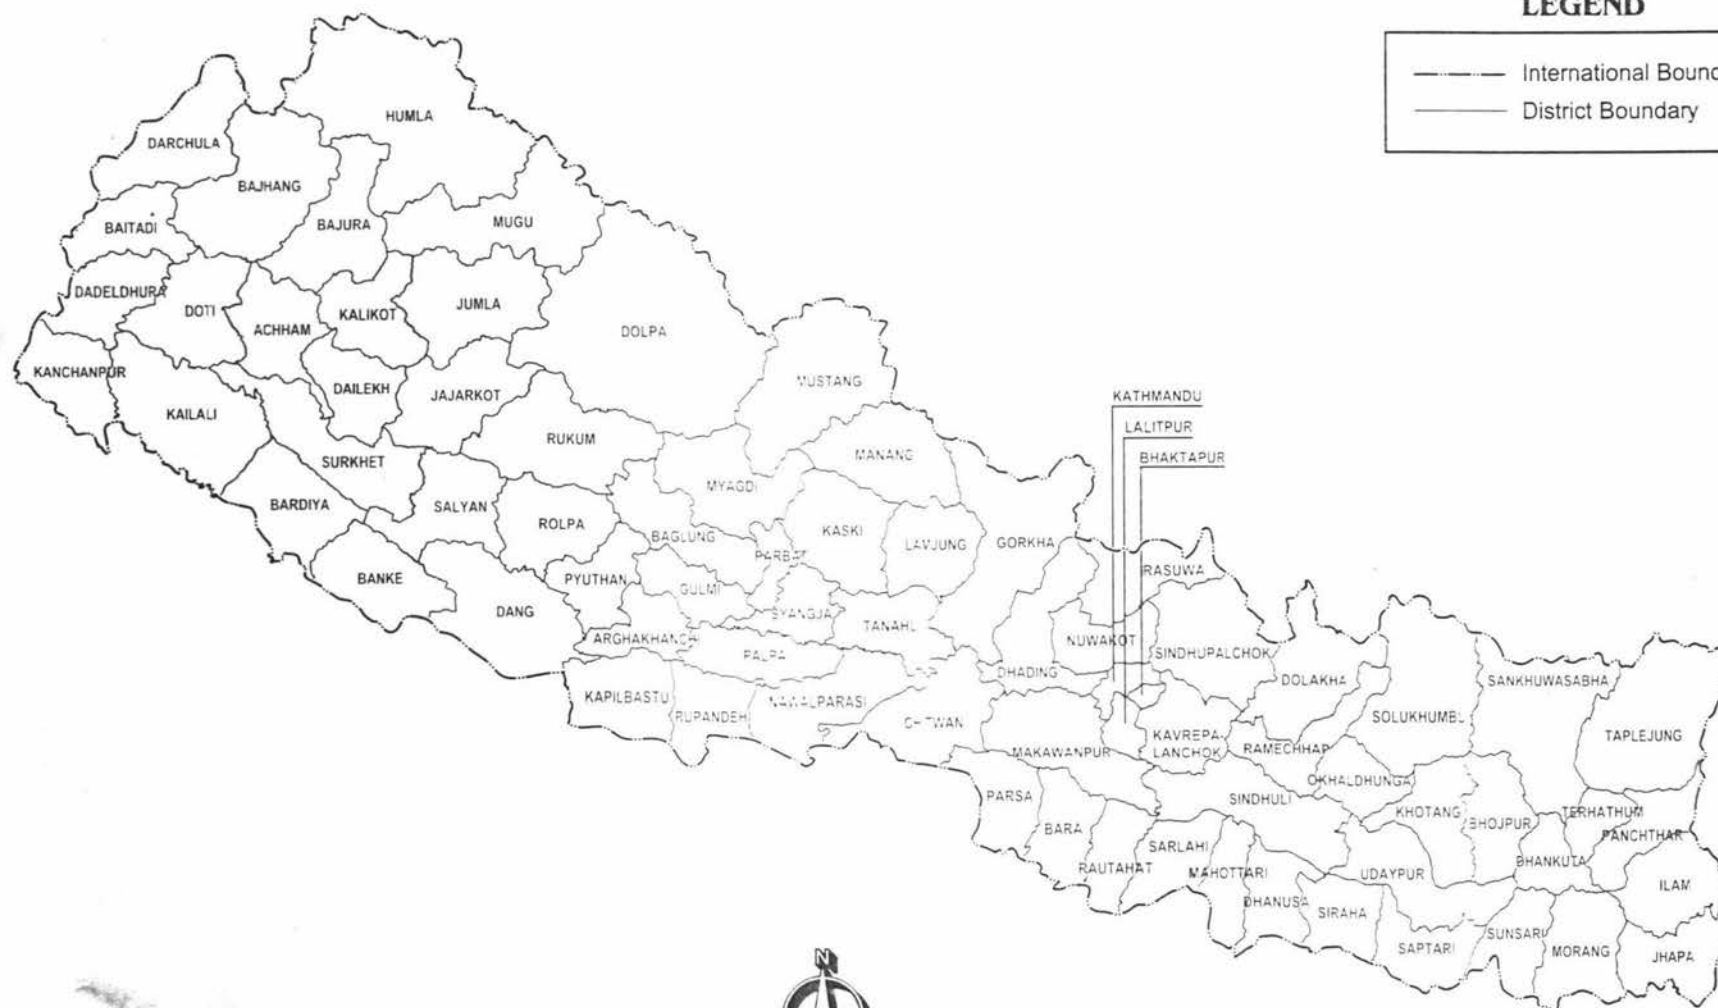 LEGEND
International Bound
District Boundary
HUMLA
DARCHULA
BAJHANG
BAJURA
MUGU
BAITADI
DADELDHURA
DOTI
ACHHAM
KALIKOT
JUMLA
DOLPA
KANCHANPUR
KAILALI
DAILEKH
JAJARKOT
MUSTANG
KATHMANDU
LALITPUR
BHAKTAPUR
RUKUM
SURKHET
MANANG
MYAGDI
BARDIYA
SALYAN
ROLPA
BAGLUNG
KASKI
LAMJUNG
GORKHA
PARBAT
RASUWA
BANKE
PYUTHAN
GULMI
DANG
SYANGJA
TANAHU
ARGHAKHANCHI
NUWAKOT
SINDHUPALCHOK
PALPA
DHADING
DOLAKHA
SANKHUWASABHA
KAPILBASTU
RUPANDEHI
NAWALPARASI
CHITWAN
SOLUKHUMBU
TAPLEJUNG
KAVREPA-
LANCHOK
RAMECHHAP
MAKAWANPUR
OKHALDHUNGA
PARSA
SINDHULI
KHOTANG
BHOJPUR
TERHATHUM
PANCHTHAR
BARA
SARLAHI
RAUTAHAT
MAHOTTARI
UDAYPUR
DHANKUTA
ILAM
DHANUSA
SIRAHA
SAPTARI
SUNSARI
MORANG
JHAPA
N